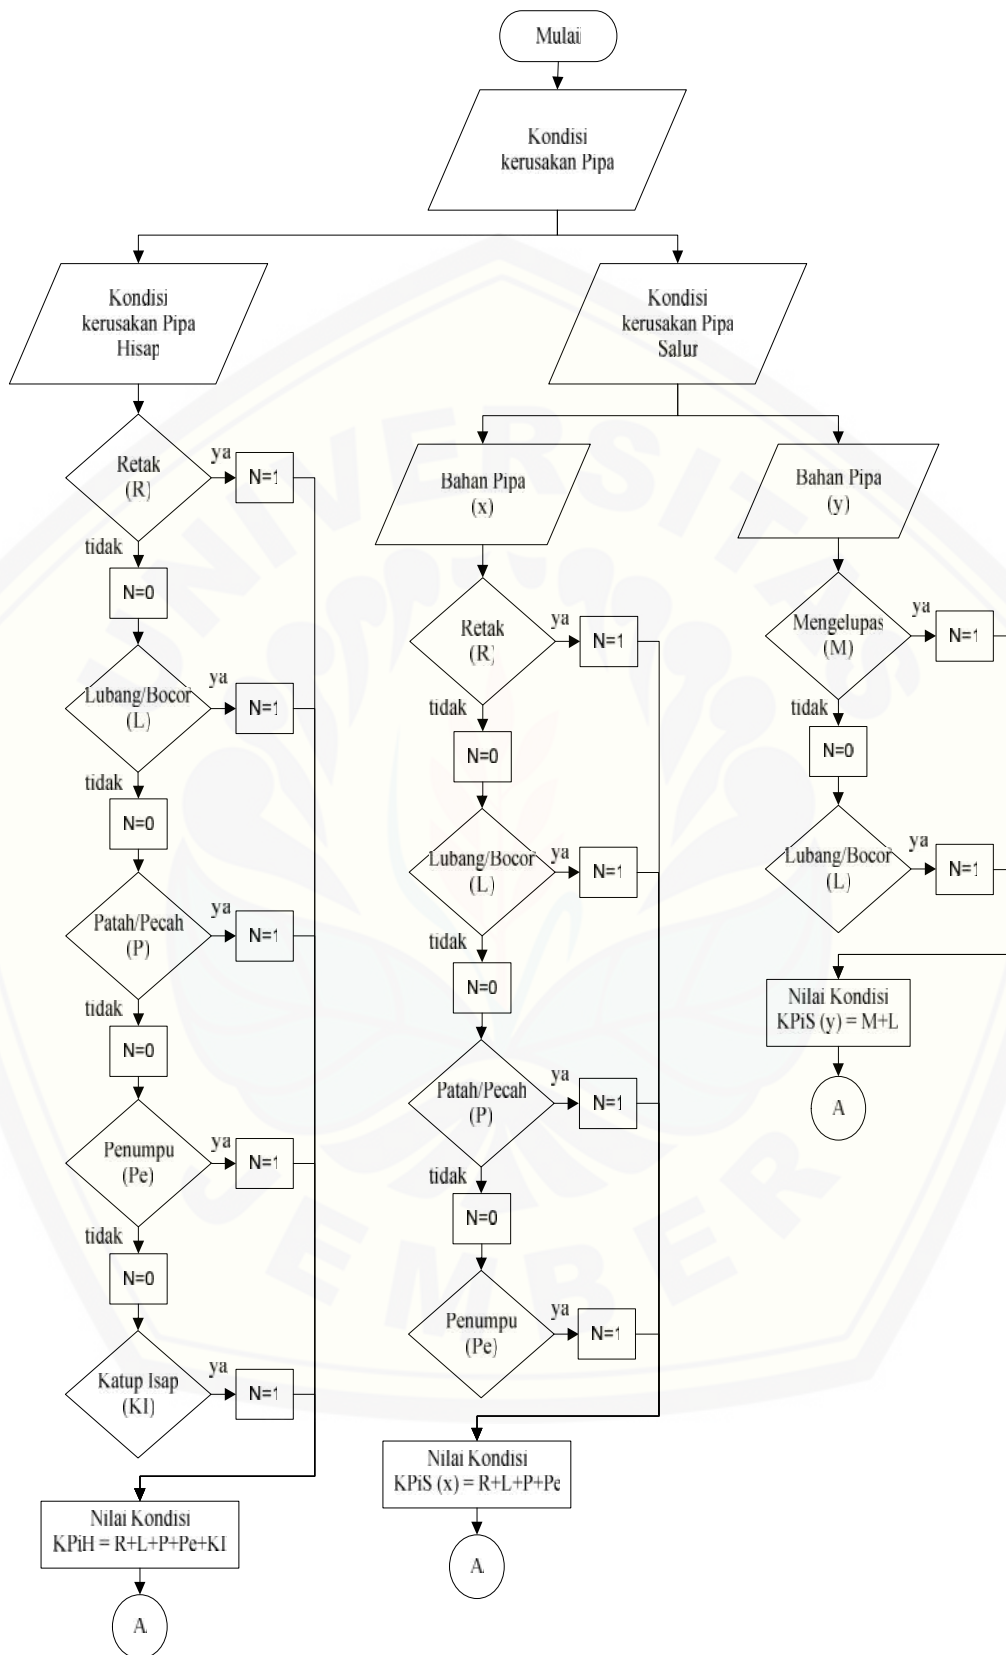 Mulai
Kondisi
kerusakan Pipa
Kondisi
kerusakan Pipa
Hisap
Kondisi
kerusakan Pipa
Salur
Retak
(R)
ya
N=1
tidak
N=0
Lubang/Bocor
(L)
ya
N=1
tidak
N=0
Patah/Pecah
(P)
ya
N=1
tidak
N=0
Penumpu
(Pe)
ya
N=1
tidak
N=0
Katup Isap
(KI)
ya
N=1
Nilai Kondisi
KPiH = R+L+P+Pe+KI
A
Bahan Pipa
(x)
Retak
(R)
ya
N=1
tidak
N=0
Lubang/Bocor
(L)
ya
N=1
tidak
N=0
Patah/Pecah
(P)
ya
N=1
tidak
N=0
Penumpu
(Pe)
ya
N=1
Nilai Kondisi
KPiS (x) = R+L+P+Pe
A
Bahan Pipa
(y)
Mengelupas
(M)
ya
N=1
tidak
N=0
Lubang/Bocor
(L)
ya
N=1
Nilai Kondisi
KPiS (y) = M+L
A
UNIVERSITAS
JEMBER